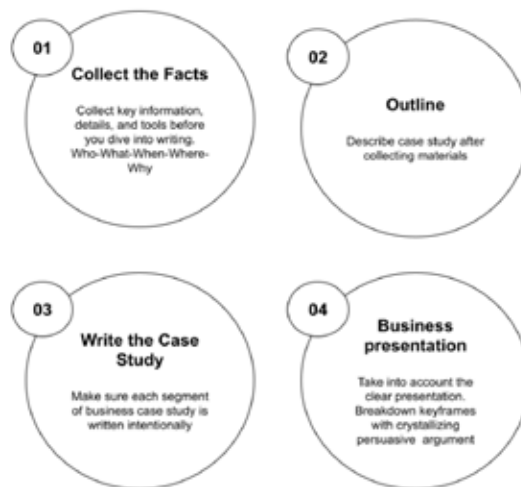 01
Collect the Facts
Collect key information,
details, and tools before
you dive into writing.
Who-What-When-Where-
Why
02
Outline
Describe case study after
collecting materials
03
Write the Case
Study
Make sure each segment
of business case study is
written intentionally
04
Business
presentation
Take into account the
clear presentation.
Breakdown keyframes
with crystallizing
persuasive argument